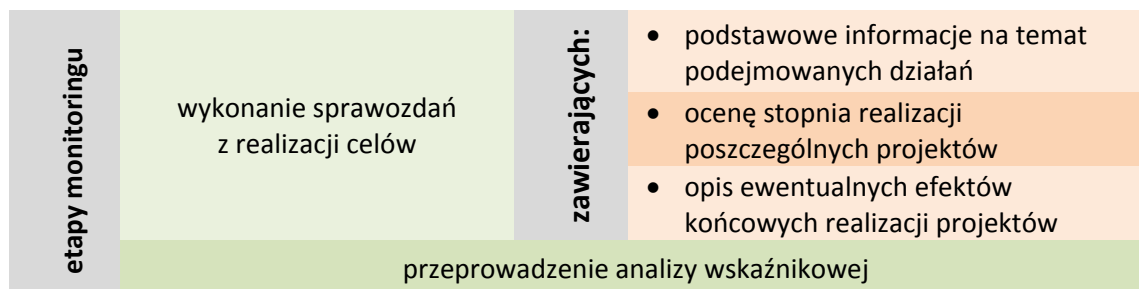 etapy monitoringu
wykonanie sprawozdań
z realizacji celów
zawierających:
• podstawowe informacje na temat
podejmowanych działań
• ocenę stopnia realizacji
poszczególnych projektów
• opis ewentualnych efektów
końcowych realizacji projektów
przeprowadzenie analizy wskaźnikowej